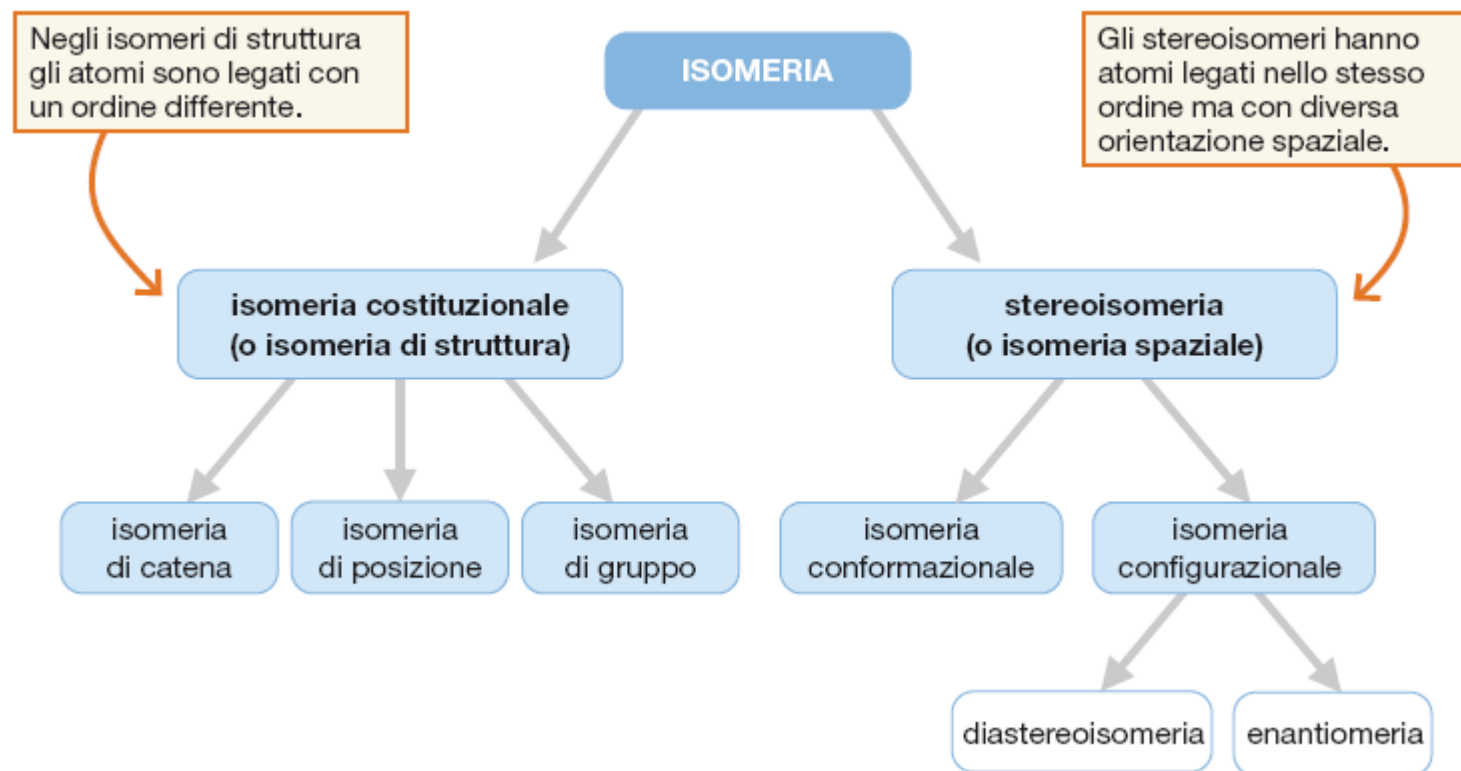 Negli isomeri di struttura
gli atomi sono legati con
un ordine differente.
ISOMERIA
Gli stereoisomeri hanno
atomi legati nello stesso
ordine ma con diversa
orientazione spaziale.
isomeria costituzionale
(o isomeria di struttura)
stereoisomeria
(o isomeria spaziale)
isomeria
di catena
isomeria
di posizione
isomeria
di gruppo
isomeria
conformazionale
isomeria
configurazionale
diastereoisomeria
enantiomeria